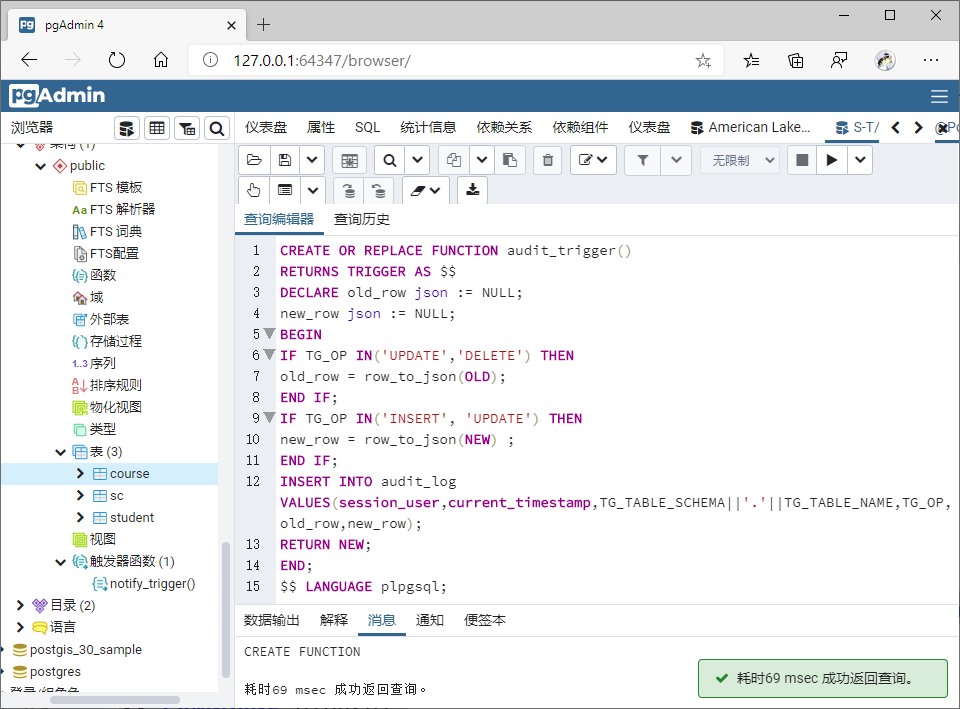 pgAdmin 4
127.0.0.1:64347/browser/
pgAdmin
浏览器
仪表盘 属性 SQL 统计信息 依赖关系 依赖组件 仪表盘 American Lake... S-T/
架构 (1)
public
FTS 模板
FTS 解析器
FTS 词典
FTS配置
函数
域
外部表
存储过程
1..3 序列
排序规则
物化视图
类型
表 (3)
course
sc
student
视图
触发器函数 (1)
notify_trigger()
目录 (2)
语言
postgis_30_sample
postgres
登录/组角色
无限制
查询编辑器 查询历史
1 CREATE OR REPLACE FUNCTION audit_trigger()
2 RETURNS TRIGGER AS $$
3 DECLARE old_row json := NULL;
4 new_row json := NULL;
5 BEGIN
6 IF TG_OP IN('UPDATE','DELETE') THEN
7 old_row = row_to_json(OLD);
8 END IF;
9 IF TG_OP IN('INSERT', 'UPDATE') THEN
10 new_row = row_to_json(NEW) ;
11 END IF;
12 INSERT INTO audit_log
VALUES(session_user,current_timestamp,TG_TABLE_SCHEMA||'.'||TG_TABLE_NAME,TG_OP,
old_row,new_row);
13 RETURN NEW;
14 END;
15 $$ LANGUAGE plpgsql;
数据输出 解释 消息 通知 便签本
CREATE FUNCTION
耗时69 msec 成功返回查询。
耗时69 msec 成功返回查询。